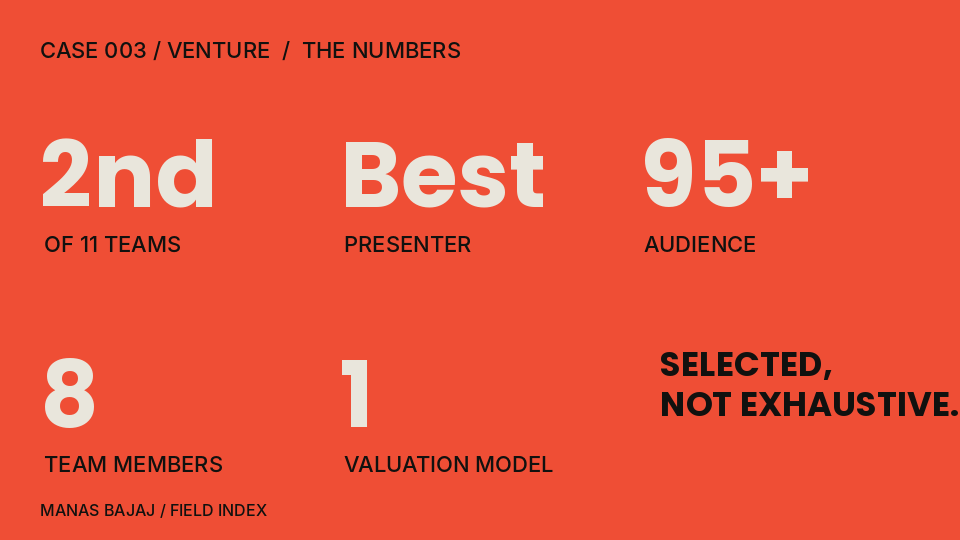 CASE 003 / VENTURE / THE NUMBERS
2nd
OF 11 TEAMS
Best
PRESENTER
95+
AUDIENCE
8
TEAM MEMBERS
1
VALUATION MODEL
SELECTED,
NOT EXHAUSTIVE.
MANAS BAJAJ / FIELD INDEX